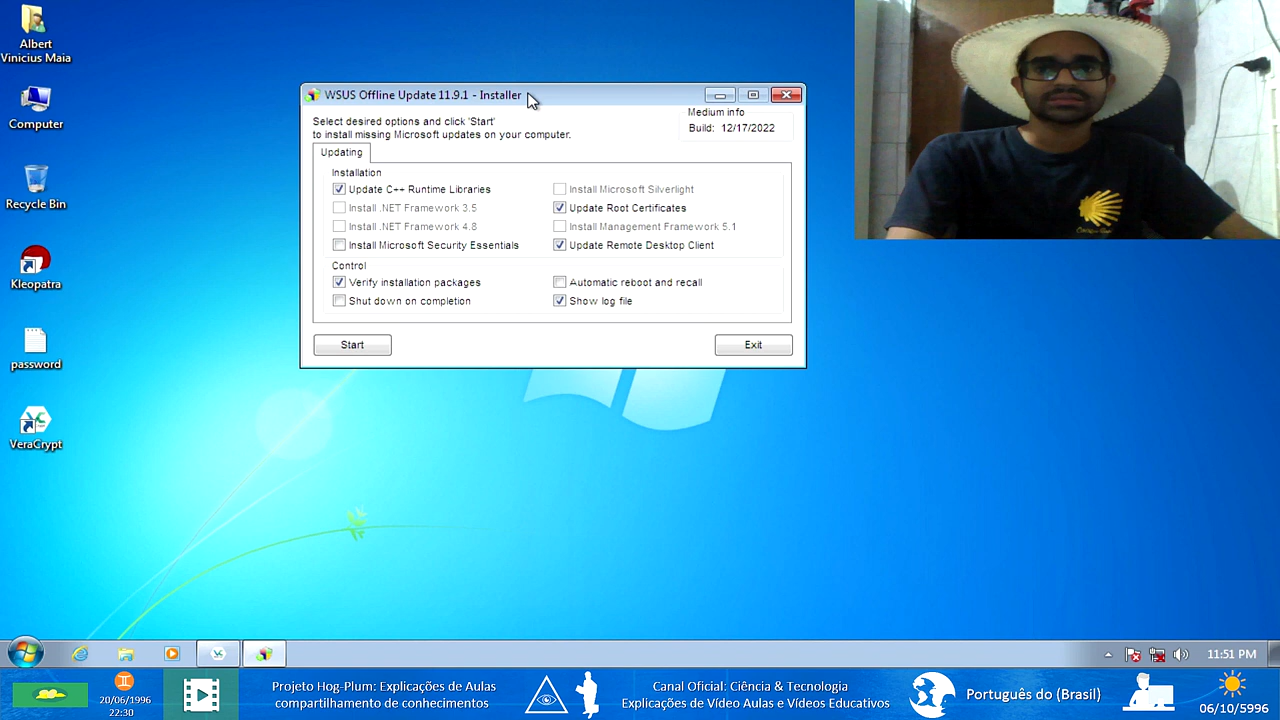 Albert
Vinicius Maia
Computer
Recycle Bin
Kleopatra
password
VeraCrypt
WSUS Offline Update 11.9.1 - Installer
Select desired options and click 'Start'
to install missing Microsoft updates on your computer.
Medium info
Build: 12/17/2022
Updating
Installation
Update C++ Runtime Libraries
Install Microsoft Silverlight
Install .NET Framework 3.5
Update Root Certificates
Install .NET Framework 4.8
Install Management Framework 5.1
Install Microsoft Security Essentials
Update Remote Desktop Client
Control
Verify installation packages
Automatic reboot and recall
Shut down on completion
Show log file
Start
Exit
11:51 PM
20/06/1996
22:30
Projeto Hog-Plum: Explicações de Aulas
compartilhamento de conhecimentos
Canal Oficial: Ciência & Tecnologia
Explicações de Vídeo Aulas e Vídeos Educativos
Português do (Brasil)
06/10/5996